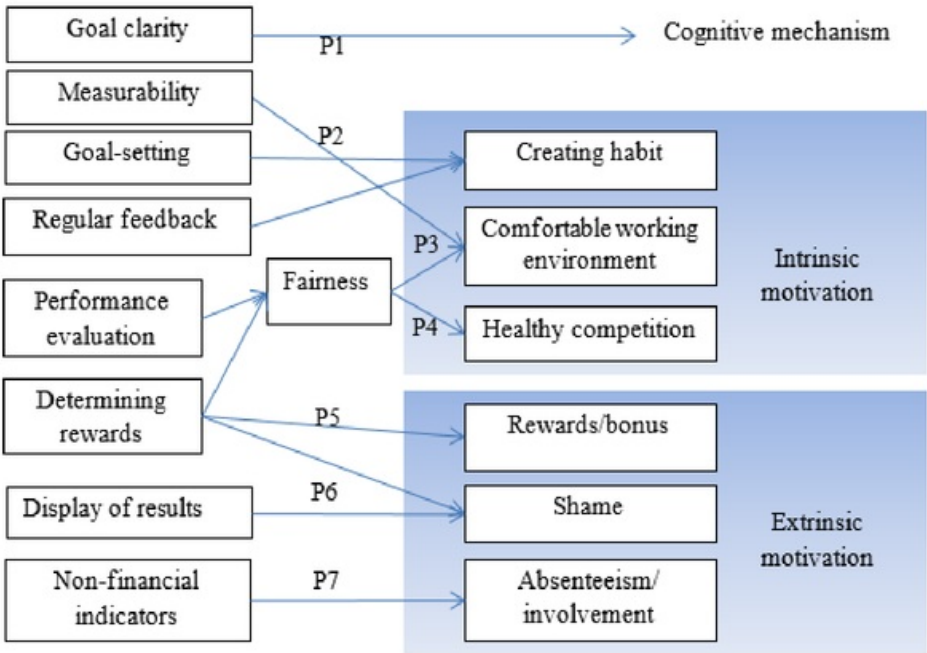 Goal clarity
P1
Cognitive mechanism
Measurability
P2
Goal-setting
Creating habit
Regular feedback
P3
Comfortable working
environment
Intrinsic
motivation
Fairness
Performance
evaluation
P4
Healthy competition
Determining
rewards
P5
Rewards/bonus
P6
Display of results
Shame
Extrinsic
motivation
Non-financial
indicators
P7
Absenteeism/
involvement